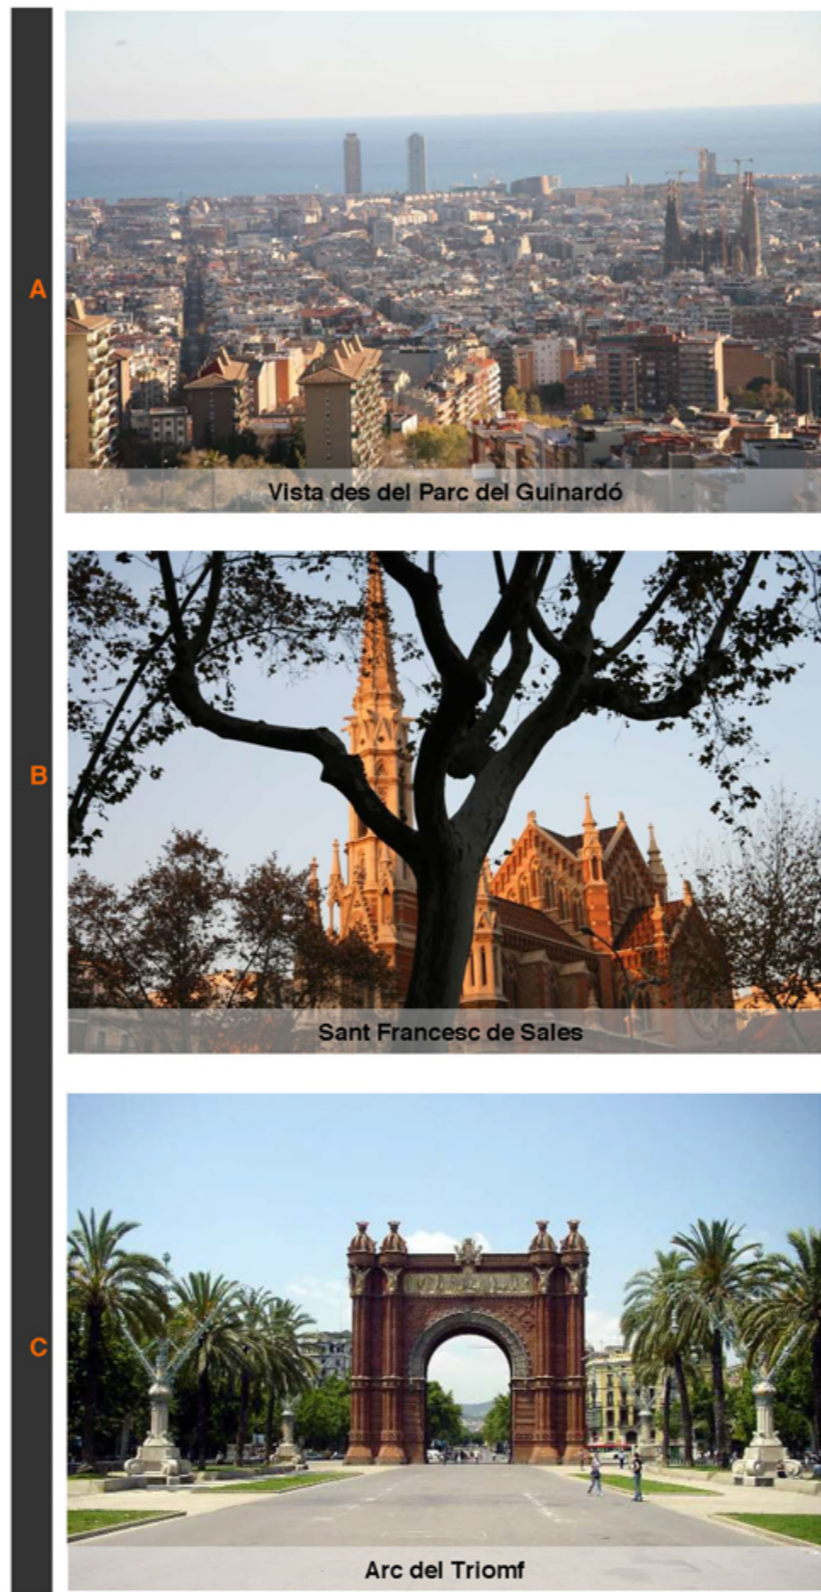 A
Vista des del Parc del Guinardó
B
Sant Francesc de Sales
C
Arc del Triomf